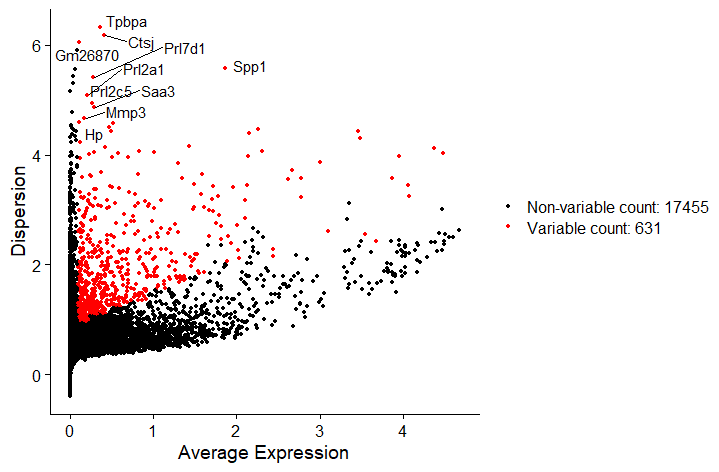 Tpbpa
Ctsj
Prl7d1
Gm26870
Prl2a1
Spp1
Prl2c5
Saa3
Mmp3
Hp
6
4
2
0
Dispersion
0
1
2
3
4
Average Expression
Non-variable count: 17455
Variable count: 631